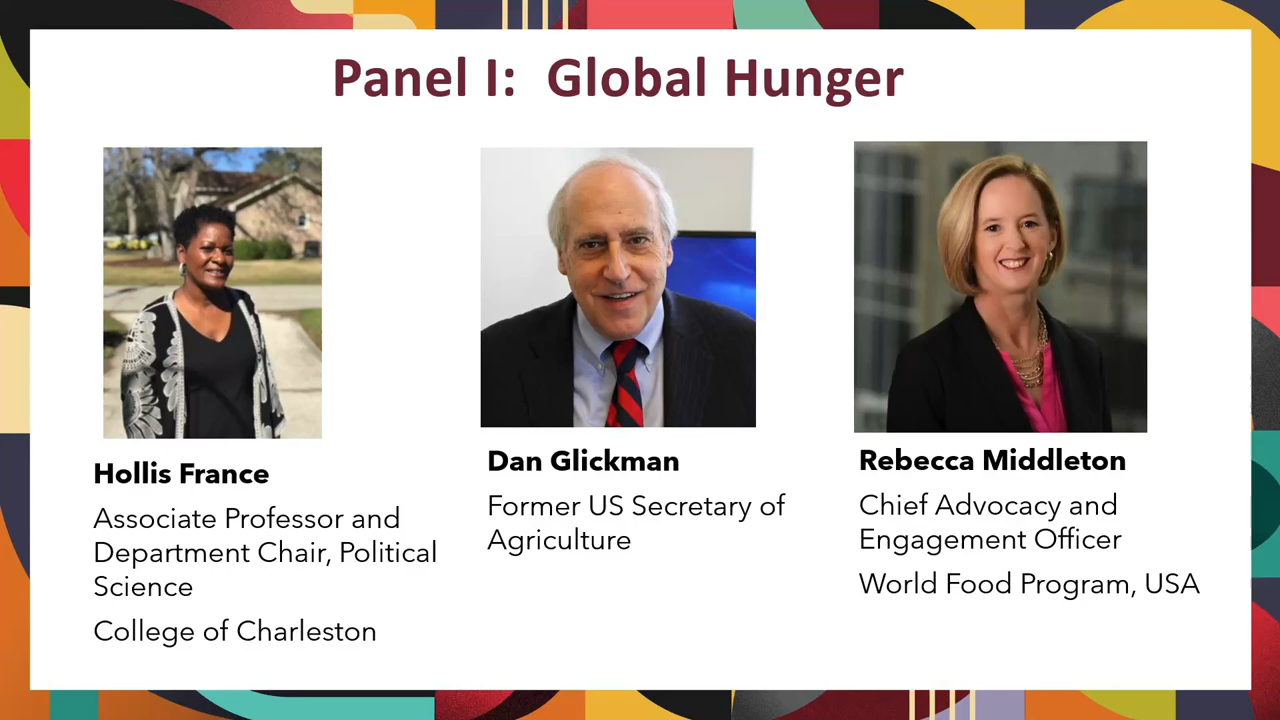 Panel I:  Global Hunger
Hollis France
Associate Professor and
Department Chair, Political
Science
College of Charleston
Dan Glickman
Former US Secretary of
Agriculture
Rebecca Middleton
Chief Advocacy and
Engagement Officer
World Food Program, USA